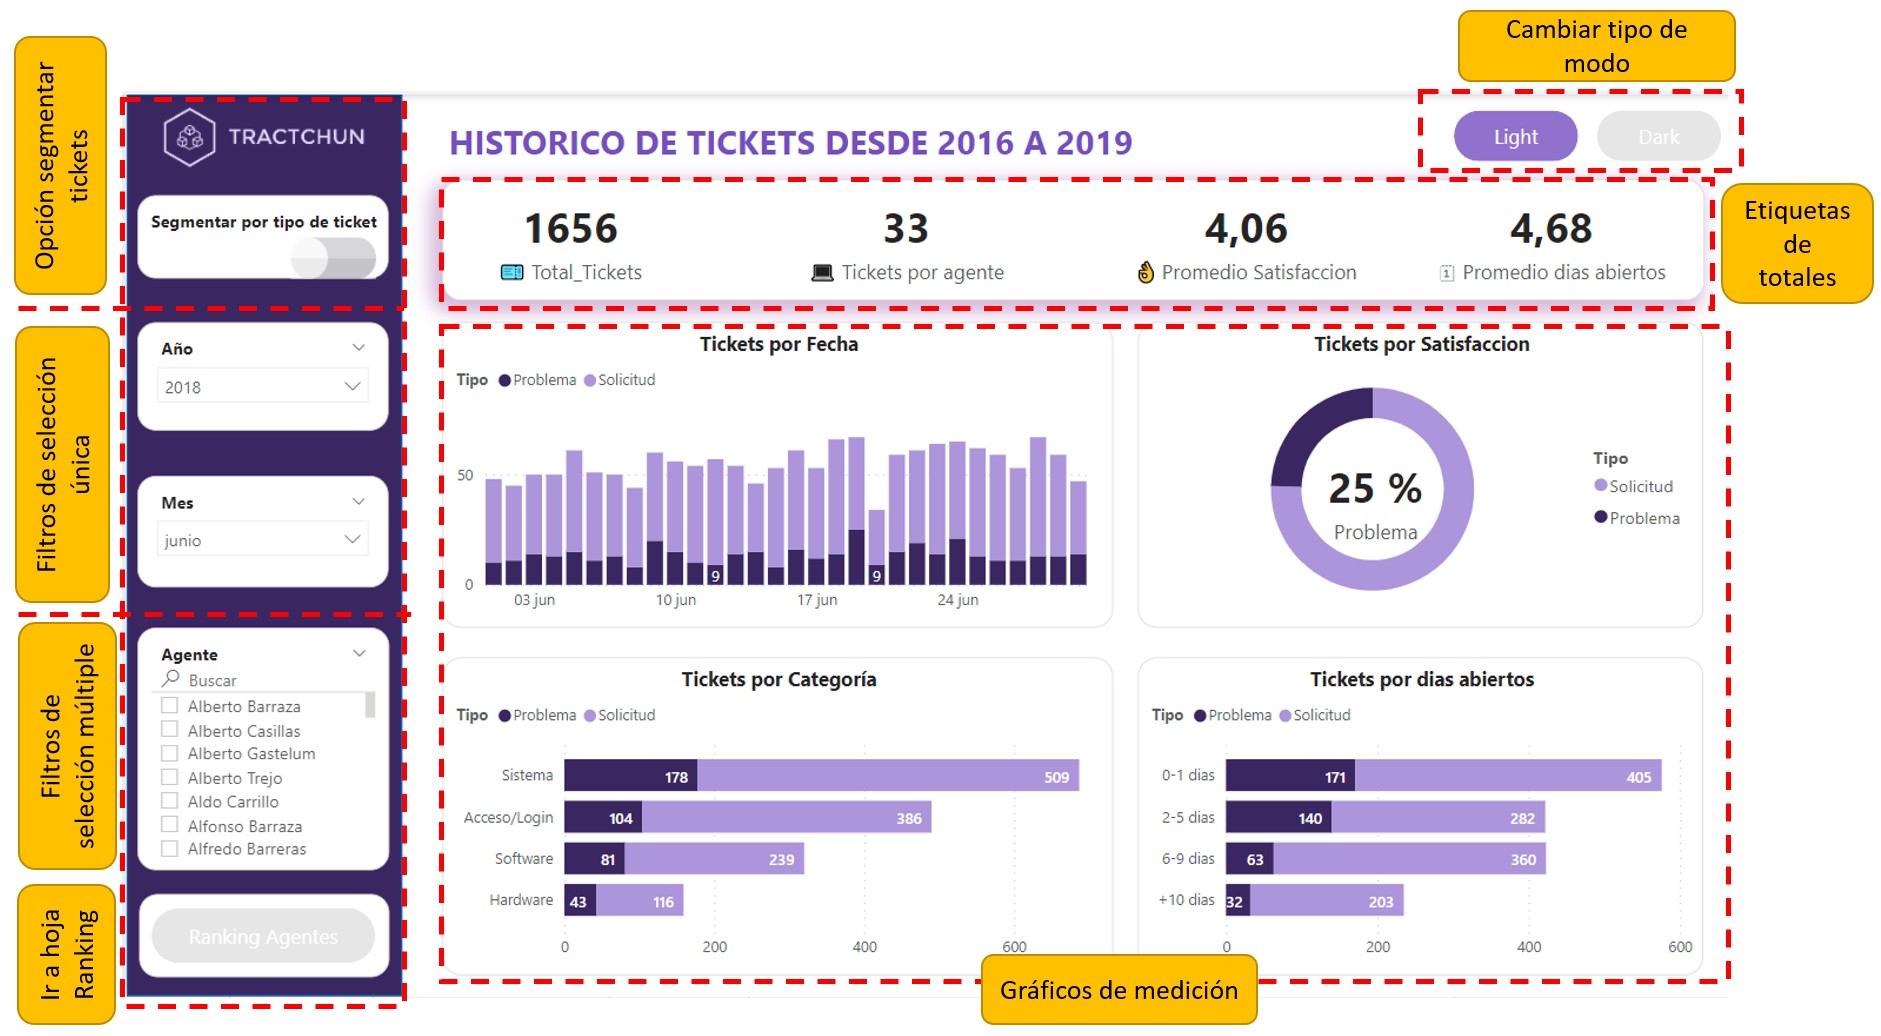 Cambiar tipo de
modo
Opción segmentar
tickets
TRACTCHUN
HISTORICO DE TICKETS DESDE 2016 A 2019
Light
Dark
Segmentar por tipo de ticket
1656
Total_Tickets
33
Tickets por agente
4,06
Promedio Satisfaccion
4,68
1
Promedio dias abiertos
Etiquetas
de
totales
Filtros de selección
única
Año
2018
Mes
junio
Tickets por Fecha
Tipo Problema Solicitud
50
0
9
9
03 jun
10 jun
17 jun
24 jun
Tickets por Satisfaccion
25 %
Problema
Tipo
Solicitud
Problema
Filtros de
selección múltiple
Agente
Buscar
Alberto Barraza
Alberto Casillas
Alberto Gastelum
Alberto Trejo
Aldo Carrillo
Alfonso Barraza
Alfredo Barreras
Ir a hoja
Ranking
Ranking Agentes
Tickets por Categoría
Tipo Problema Solicitud
Sistema 178 509
Acceso/Login 104 386
Software 81 239
Hardware 43 116
0 200 400 600
Tickets por dias abiertos
Tipo Problema Solicitud
0-1 dias 171 405
2-5 dias 140 282
6-9 dias 63 360
+10 dias 32 203
0 200 400 600
Gráficos de medición